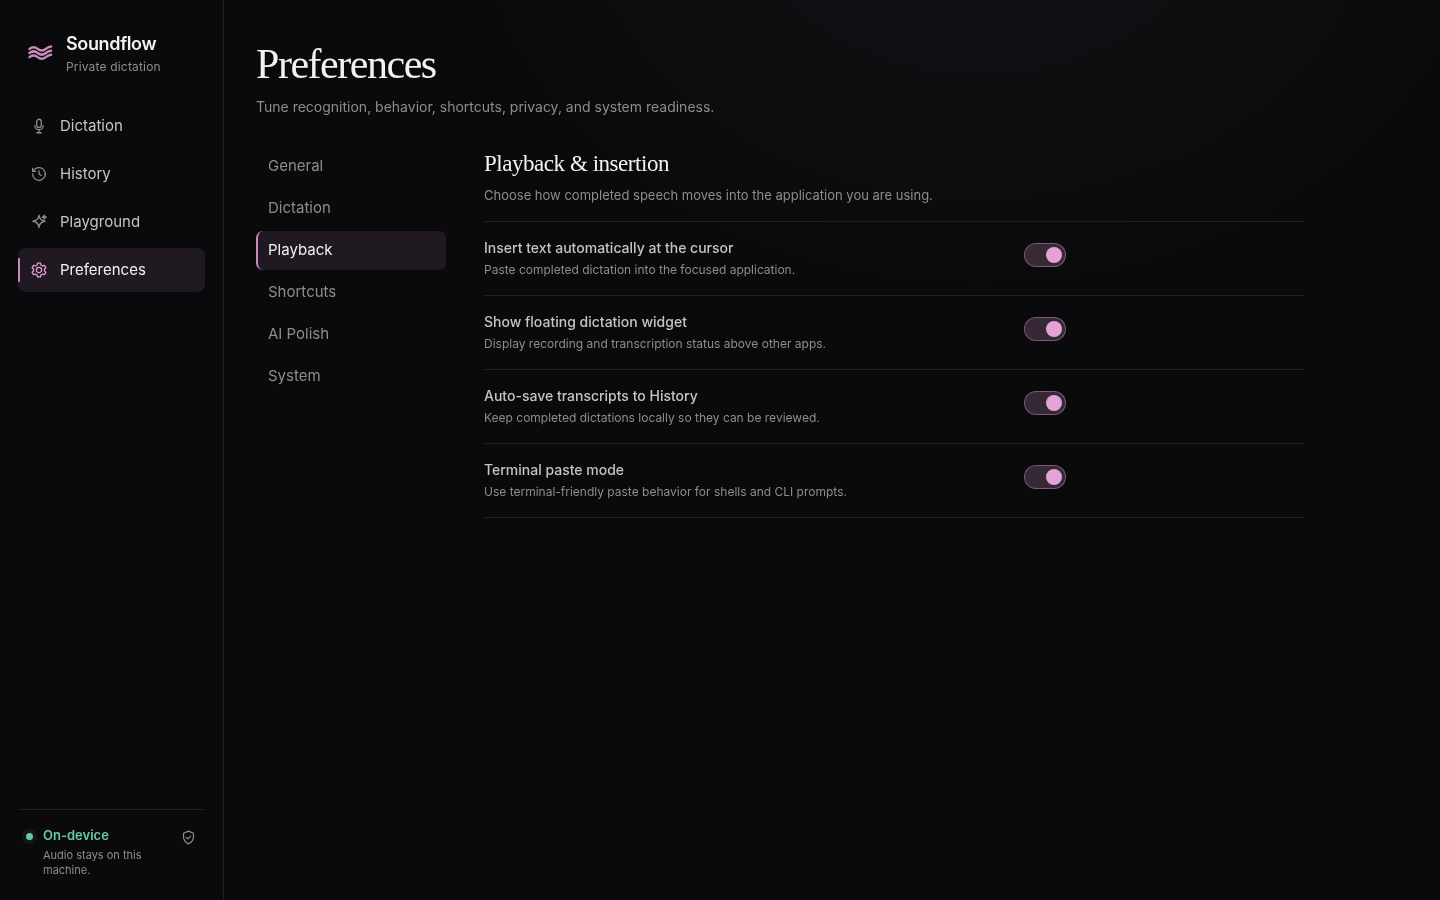 Soundflow
Private dictation
Dictation
History
Playground
Preferences
On-device
Audio stays on this
machine.
Preferences
Tune recognition, behavior, shortcuts, privacy, and system readiness.
General
Dictation
Playback
Shortcuts
AI Polish
System
Playback & insertion
Choose how completed speech moves into the application you are using.
Insert text automatically at the cursor
Paste completed dictation into the focused application.
Show floating dictation widget
Display recording and transcription status above other apps.
Auto-save transcripts to History
Keep completed dictations locally so they can be reviewed.
Terminal paste mode
Use terminal-friendly paste behavior for shells and CLI prompts.